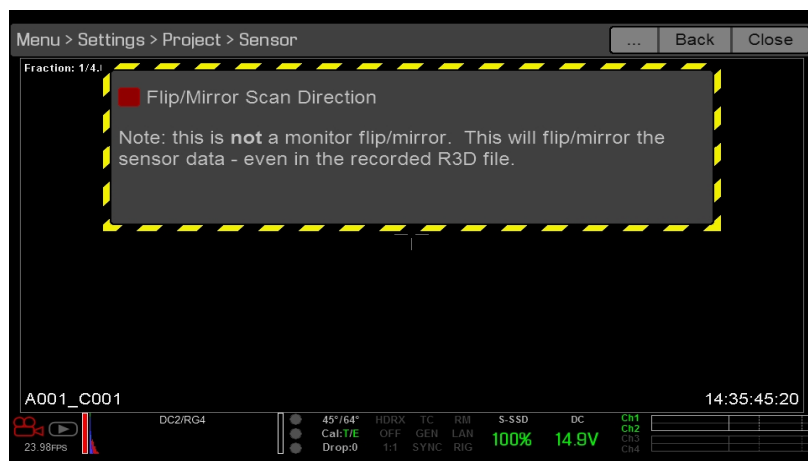 Menu > Settings > Project > Sensor
... Back Close
Fraction: 1/4.
Flip/Mirror Scan Direction
Note: this is not a monitor flip/mirror. This will flip/mirror the
sensor data - even in the recorded R3D file.
A001_C001
14:35:45:20
DC2/RG4
45°/64° HDRX TC RM S-SSD DC Ch1
Ch2
Cal:T/E OFF GEN LAN 100% 14.9V Ch3
23.98FPS Drop:0 1:1 SYNC RIG Ch4